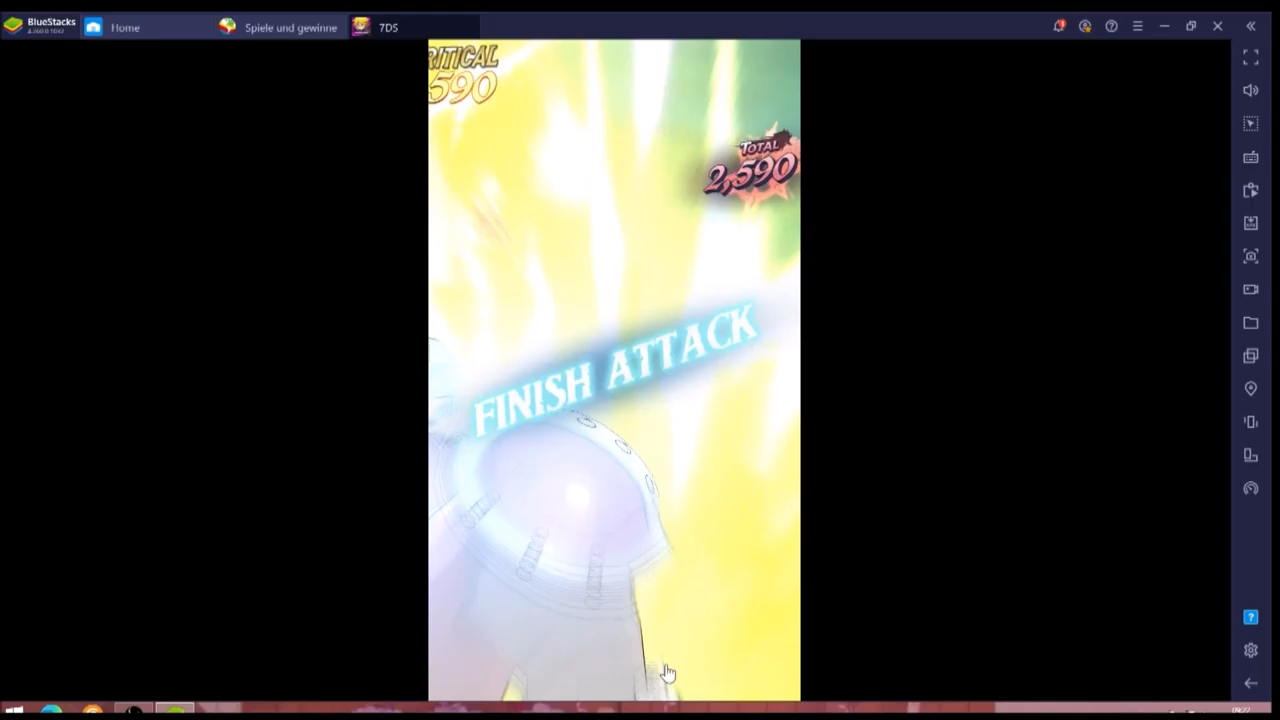 BlueStacks
Home
Spiele und gewinne
7DS
RITICAL
590
TOTAL
2,590
FINISH ATTACK